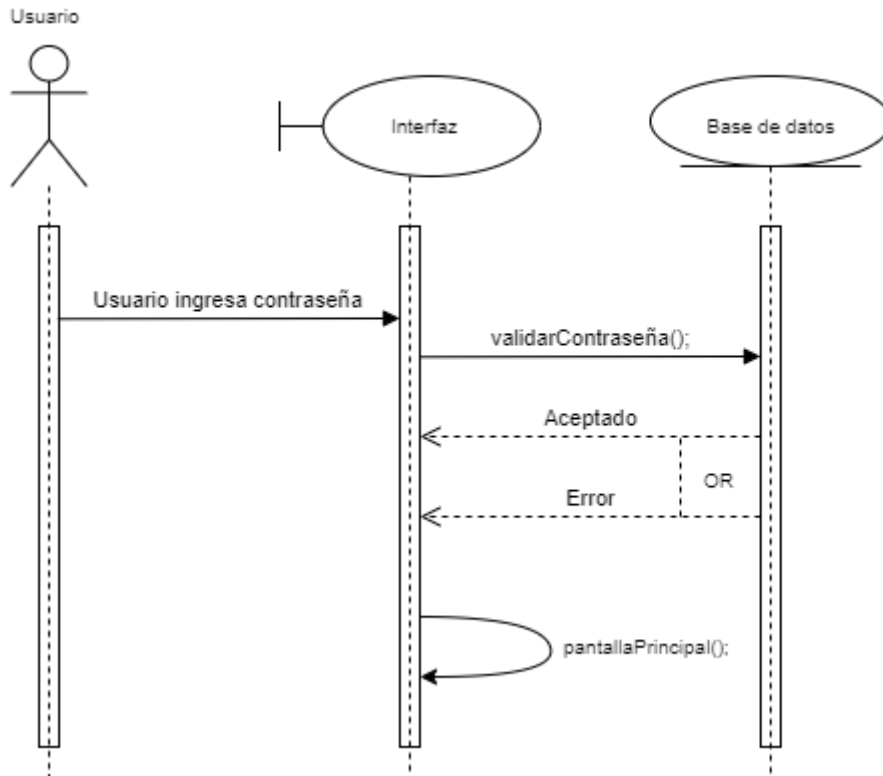 Usuario
Interfaz
Base de datos
Usuario ingresa contraseña
validarContraseña();
Aceptado
OR
Error
pantallaPrincipal();